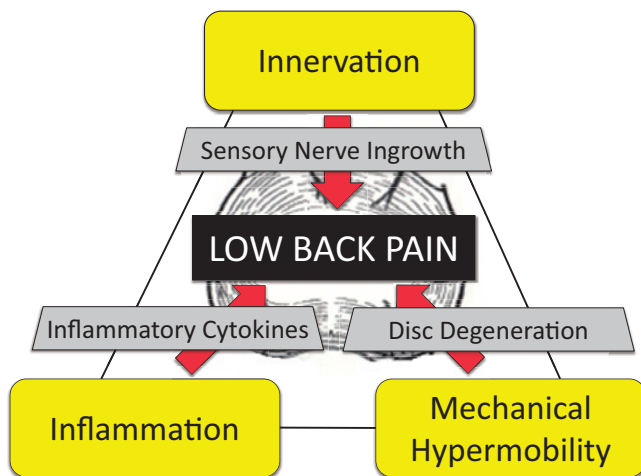 Innervation
Sensory Nerve Ingrowth
LOW BACK PAIN
Inflammatory Cytokines
Disc Degeneration
Inflammation
Mechanical
Hypermobility